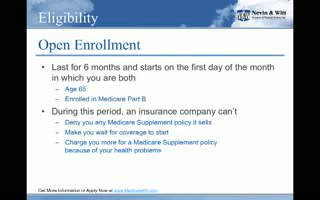 Eligibility
Nevin & Witt
Open Enrollment
Last for 6 months and starts on the first day of the month
in which you are both
– Age 65
– Enrolled in Medicare Part B
During this period, an insurance company can't
– Deny you any Medicare Supplement policy it sells
– Make you wait for coverage to start
– Charge you more for a Medicare Supplement policy
because of your health problems
Get More Information or Apply Now at